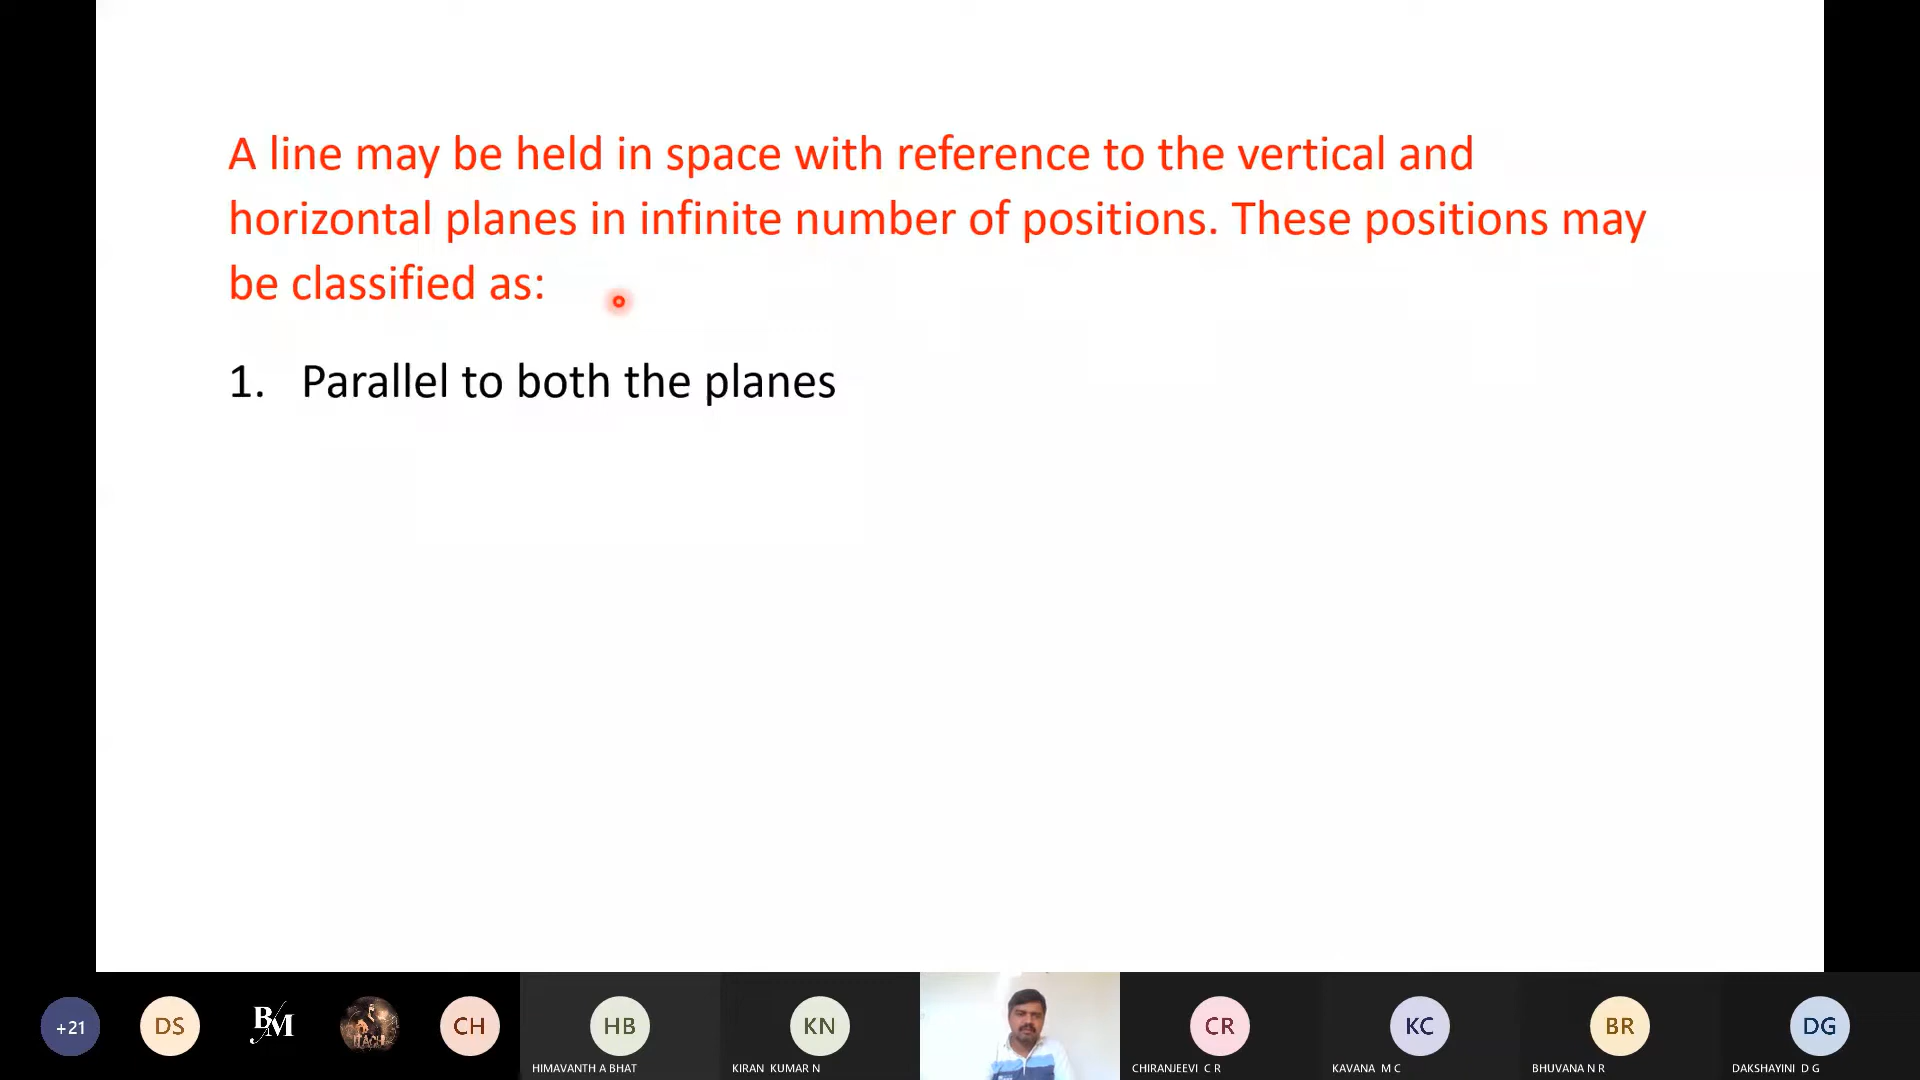 A line may be held in space with reference to the vertical and
horizontal planes in infinite number of positions. These positions may
be classified as:
1. Parallel to both the planes
+21
DS
BM
CH
HB
KN
CR
KC
BR
DG
HIMAVANTH A BHAT
KIRAN KUMAR N
CHIRANJEEVI C R
KAVANA M C
BHUVANA N R
DAKSHAYINI D G